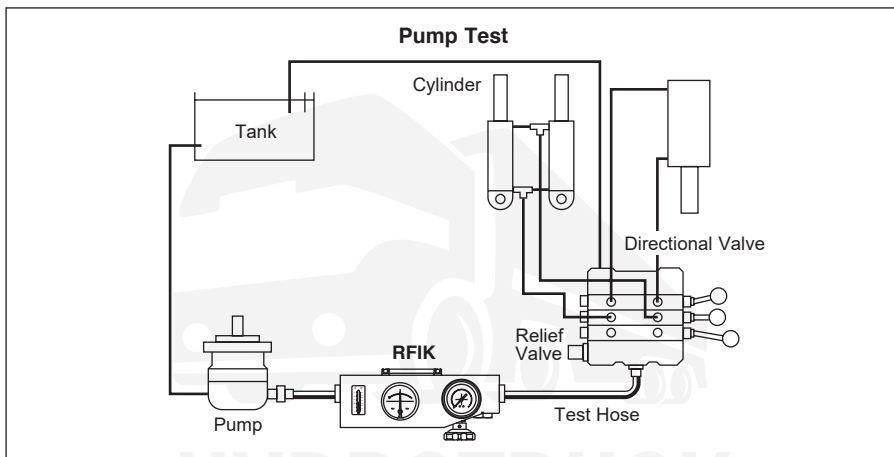 Pump Test
Cylinder
Tank
Directional Valve
Relief
Valve
RFIK
Pump
Test Hose